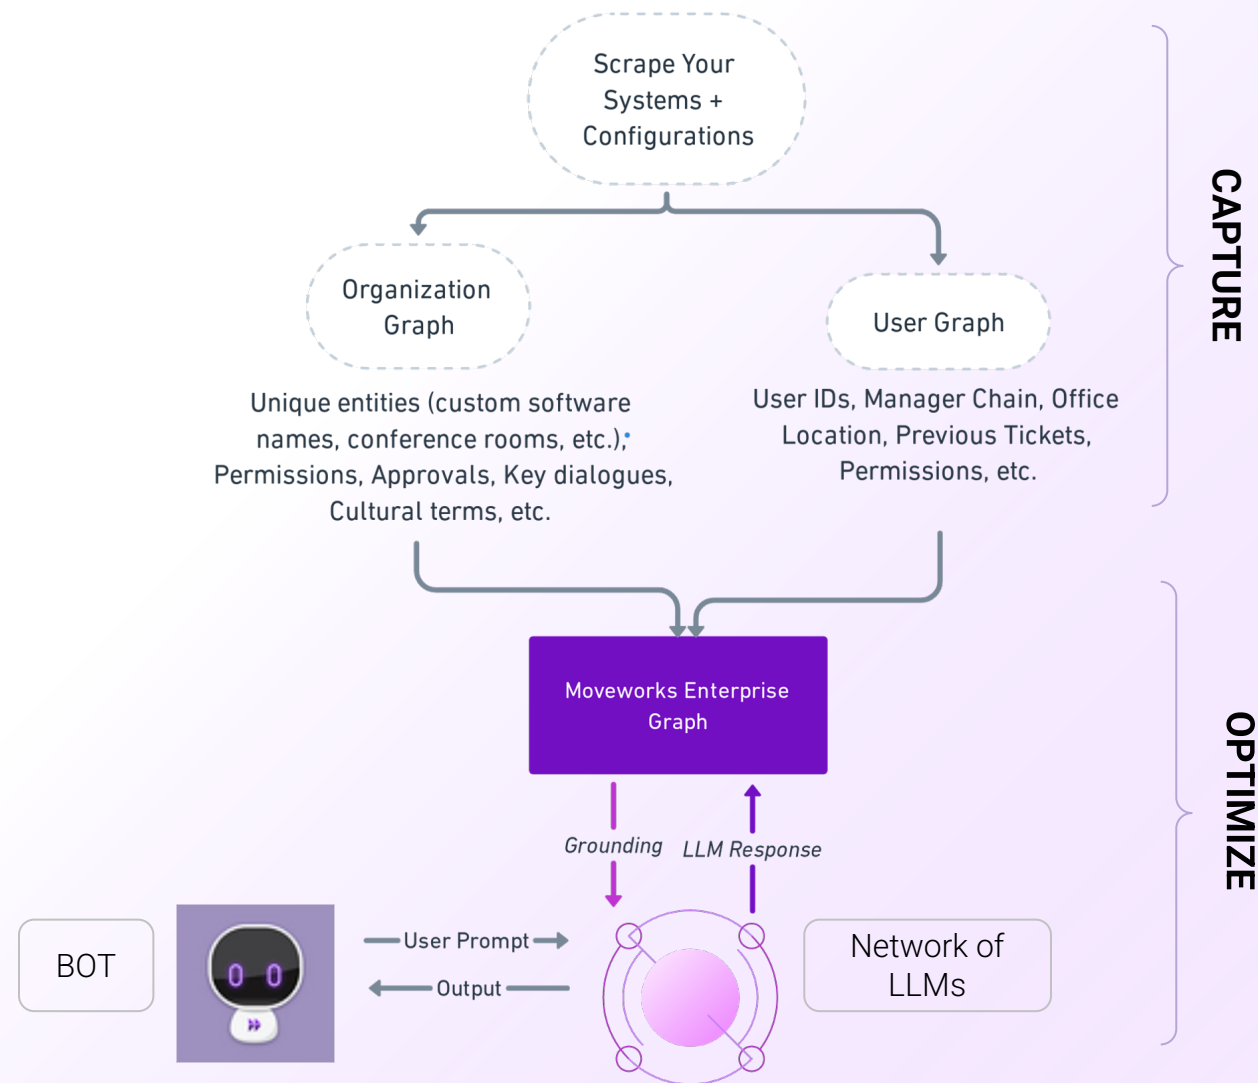 Scrape Your
Systems +
Configurations
CAPTURE
Organization
Graph
User Graph
Unique entities (custom software
names, conference rooms, etc.),
Permissions, Approvals, Key dialogues,
Cultural terms, etc.
User IDs, Manager Chain, Office
Location, Previous Tickets,
Permissions, etc.
OPTIMIZE
Moveworks Enterprise
Graph
Grounding
LLM Response
BOT
User Prompt
Output
Network of
LLMs